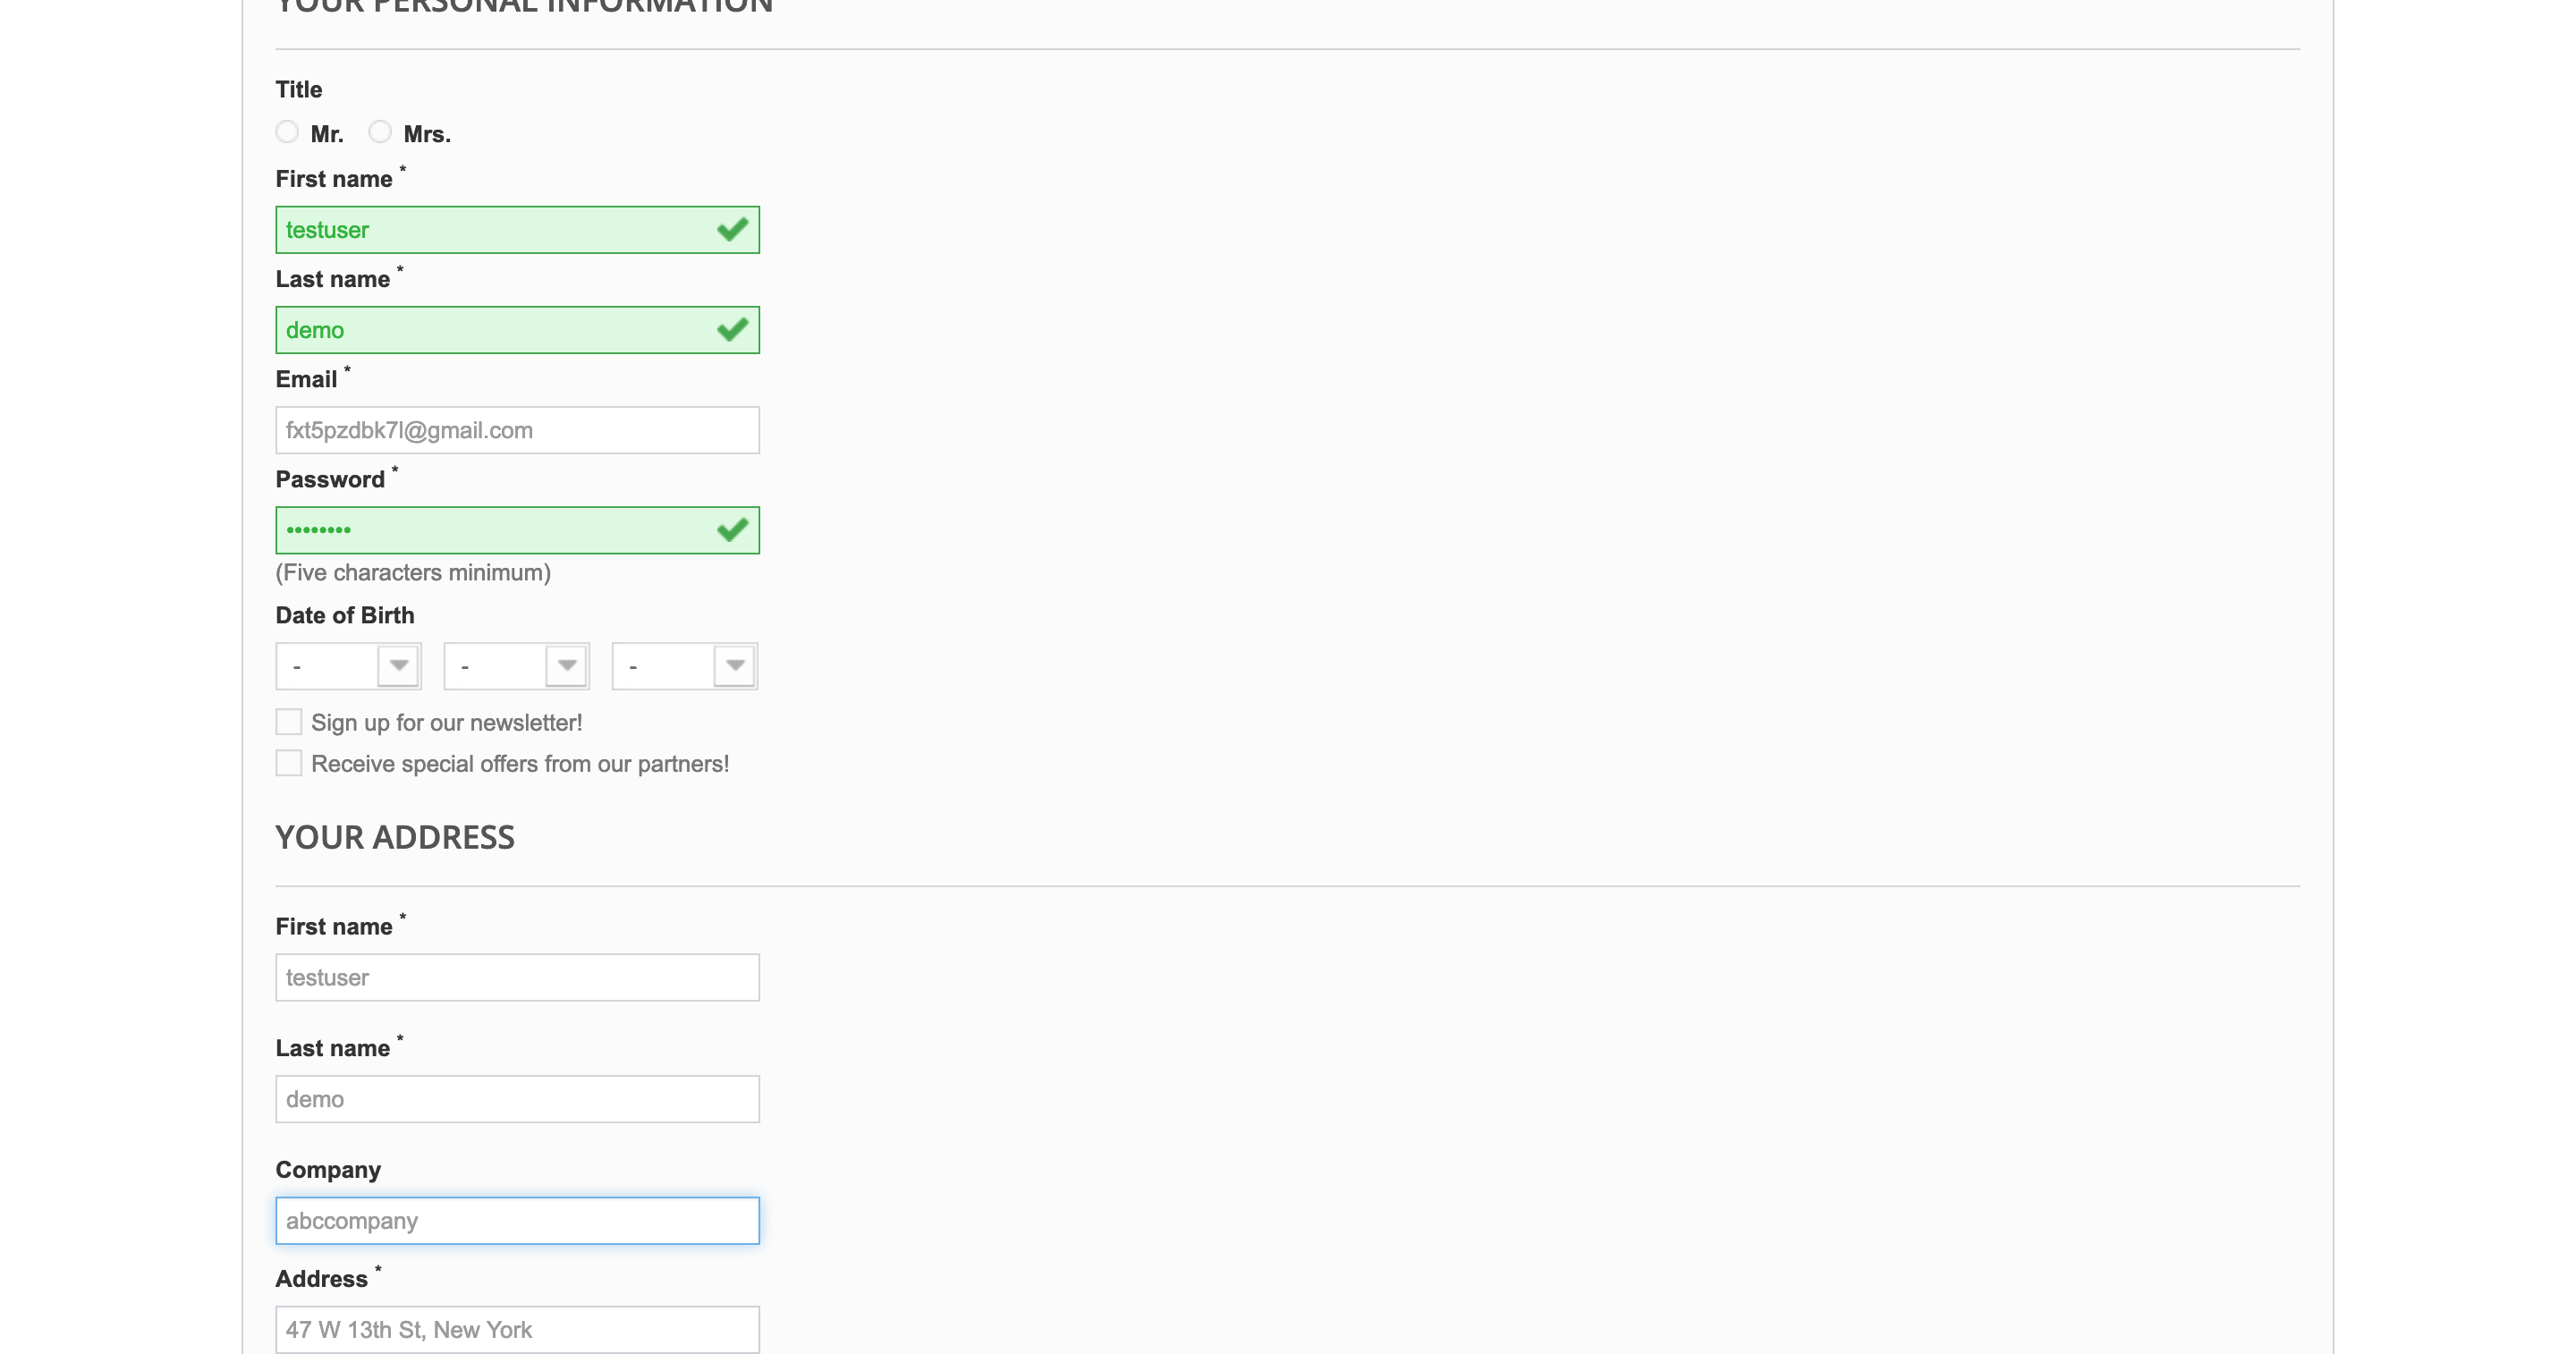 YOUR PERSONAL INFORMATION
Title
Mr. Mrs.
First name *
testuser
Last name *
demo
Email *
fxt5pzdbk7l@gmail.com
Password *
••••••••
(Five characters minimum)
Date of Birth
- - -
Sign up for our newsletter!
Receive special offers from our partners!
YOUR ADDRESS
First name *
testuser
Last name *
demo
Company
abccompany
Address *
47 W 13th St, New York